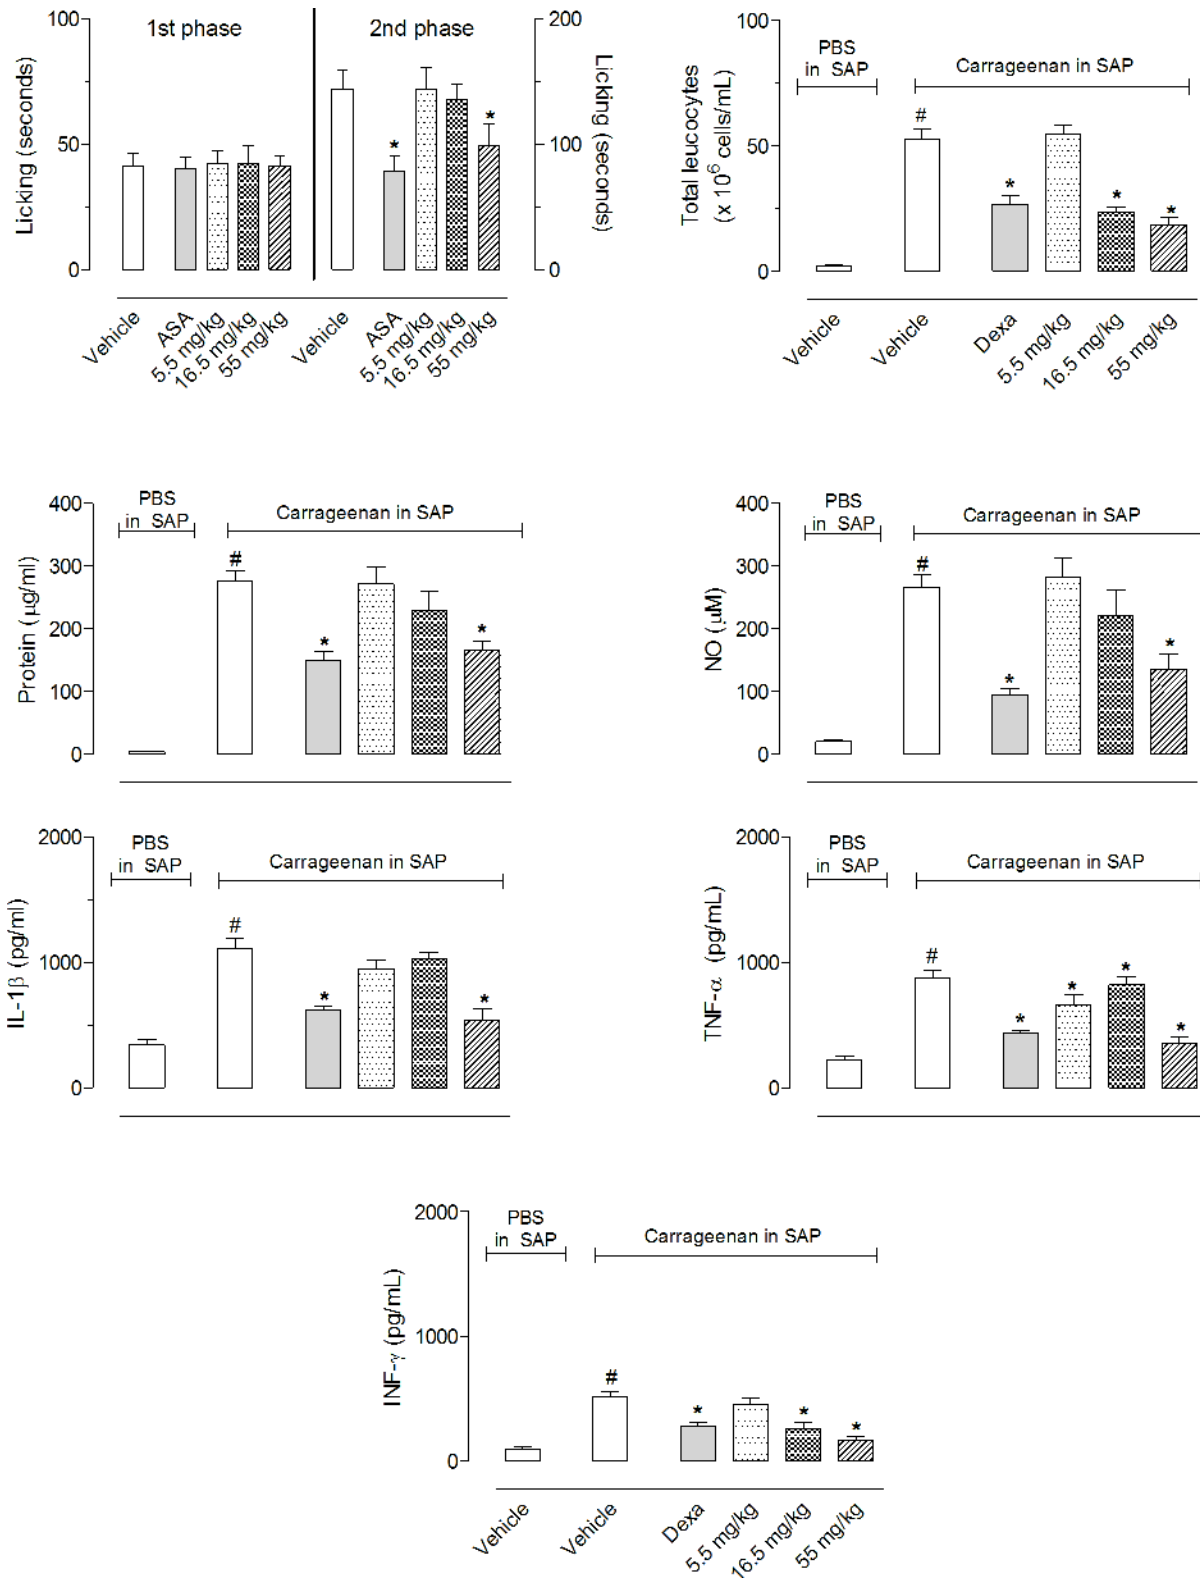 1st phase
2nd phase
Licking (seconds)
100
50
0
200
100
0
Licking
(seconds)
Vehicle
ASA
5.5 mg/kg
16.5 mg/kg
55 mg/kg
Vehicle
ASA
5.5 mg/kg
16.5 mg/kg
55 mg/kg
*
*
Total leucocytes
(x 10⁶ cells/mL)
100
50
0
PBS
in SAP
Carrageenan in SAP
#
*
*
*
Vehicle
Vehicle
Dexa
5.5 mg/kg
16.5 mg/kg
55 mg/kg
Protein (µg/ml)
400
300
200
100
0
PBS
in SAP
Carrageenan in SAP
#
*
*
NO (µM)
400
300
200
100
0
PBS
in SAP
Carrageenan in SAP
#
*
*
IL-1β (pg/ml)
2000
1000
0
PBS
in SAP
Carrageenan in SAP
#
*
*
TNF-α (pg/mL)
2000
1000
0
PBS
in SAP
Carrageenan in SAP
#
*
*
*
*
INF-γ (pg/mL)
2000
1000
0
PBS
in SAP
Carrageenan in SAP
#
*
*
*
Vehicle
Vehicle
Dexa
5.5 mg/kg
16.5 mg/kg
55 mg/kg